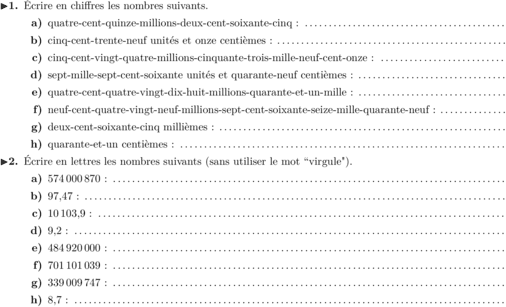 ▶1. Écrire en chiffres les nombres suivants.
a) quatre-cent-quinze-millions-deux-cent-soixante-cinq : ........................................
b) cinq-cent-trente-neuf unités et onze centièmes : ........................................
c) cinq-cent-vingt-quatre-millions-cinquante-trois-mille-neuf-cent-onze : ........................................
d) sept-mille-sept-cent-soixante unités et quarante-neuf centièmes : ........................................
e) quatre-cent-quatre-vingt-dix-huit-millions-quarante-et-un-mille : ........................................
f) neuf-cent-quatre-vingt-neuf-millions-sept-cent-soixante-seize-mille-quarante-neuf : ..............
g) deux-cent-soixante-cinq millièmes : ........................................
h) quarante-et-un centièmes : ........................................
▶2. Écrire en lettres les nombres suivants (sans utiliser le mot “virgule").
a) 574 000 870 : ........................................
b) 97,47 : ........................................
c) 10 103,9 : ........................................
d) 9,2 : ........................................
e) 484 920 000 : ........................................
f) 701 101 039 : ........................................
g) 339 009 747 : ........................................
h) 8,7 : ........................................